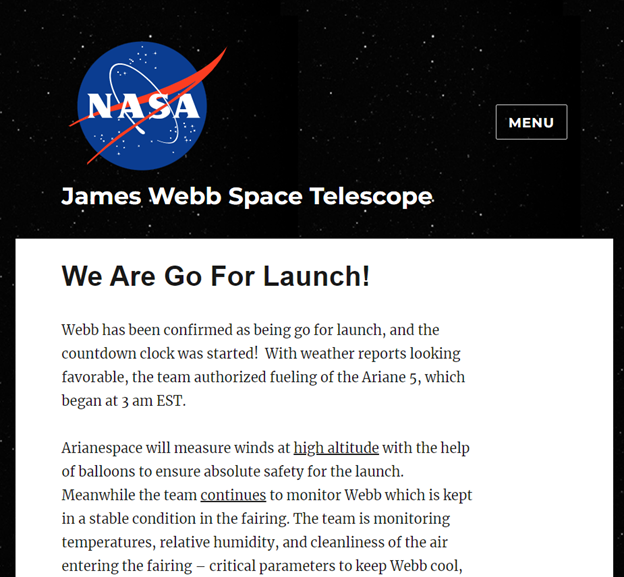 NASA
MENU
James Webb Space Telescope
We Are Go For Launch!
Webb has been confirmed as being go for launch, and the
countdown clock was started!  With weather reports looking
favorable, the team authorized fueling of the Ariane 5, which
began at 3 am EST.
Arianespace will measure winds at high altitude with the help
of balloons to ensure absolute safety for the launch.
Meanwhile the team continues to monitor Webb which is kept
in a stable condition in the fairing. The team is monitoring
temperatures, relative humidity, and cleanliness of the air
entering the fairing – critical parameters to keep Webb cool,